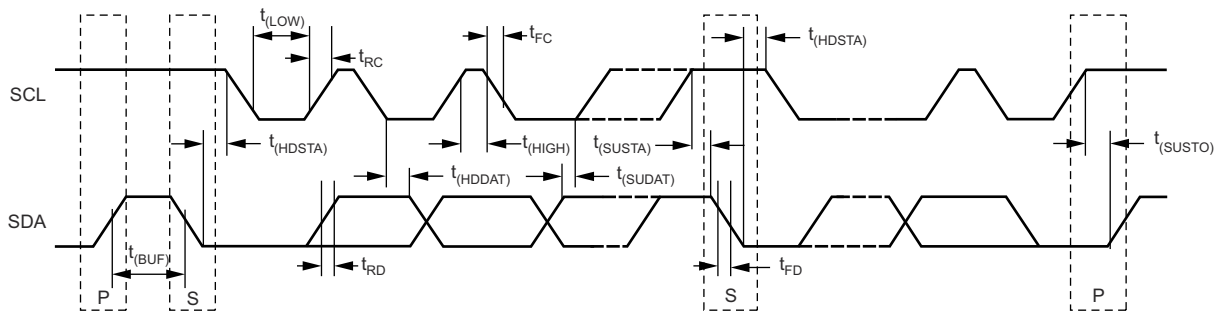 t(LOW)
tRC
tFC
t(HDSTA)
SCL
t(HDSTA)
t(HIGH)
t(SUSTA)
t(SUSTO)
t(HDDAT)
t(SUDAT)
SDA
t(BUF)
tRD
tFD
P
S
S
P